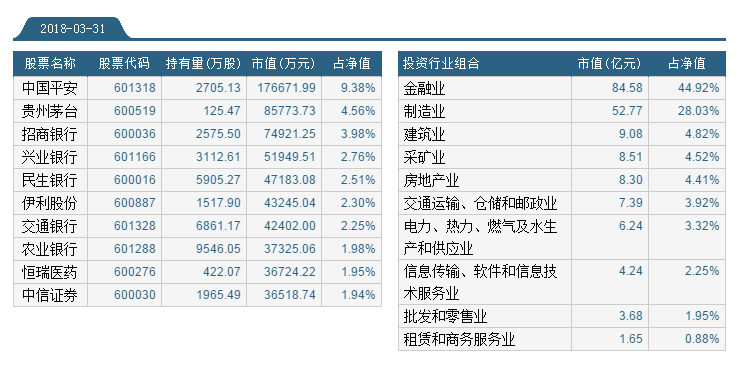 2018-03-31
股票名称 股票代码 持有量(万股) 市值(万元) 占净值
中国平安 601318 2705.13 176671.99 9.38%
贵州茅台 600519 125.47 85773.73 4.56%
招商银行 600036 2575.50 74921.25 3.98%
兴业银行 601166 3112.61 51949.51 2.76%
民生银行 600016 5905.27 47183.08 2.51%
伊利股份 600887 1517.90 43245.04 2.30%
交通银行 601328 6861.17 42402.00 2.25%
农业银行 601288 9546.05 37325.06 1.98%
恒瑞医药 600276 422.07 36724.22 1.95%
中信证券 600030 1965.49 36518.74 1.94%
投资行业组合 市值(亿元) 占净值
金融业 84.58 44.92%
制造业 52.77 28.03%
建筑业 9.08 4.82%
采矿业 8.51 4.52%
房地产业 8.30 4.41%
交通运输、仓储和邮政业 7.39 3.92%
电力、热力、燃气及水生 6.24 3.32%
产和供应业
信息传输、软件和信息技 4.24 2.25%
术服务业
批发和零售业 3.68 1.95%
租赁和商务服务业 1.65 0.88%